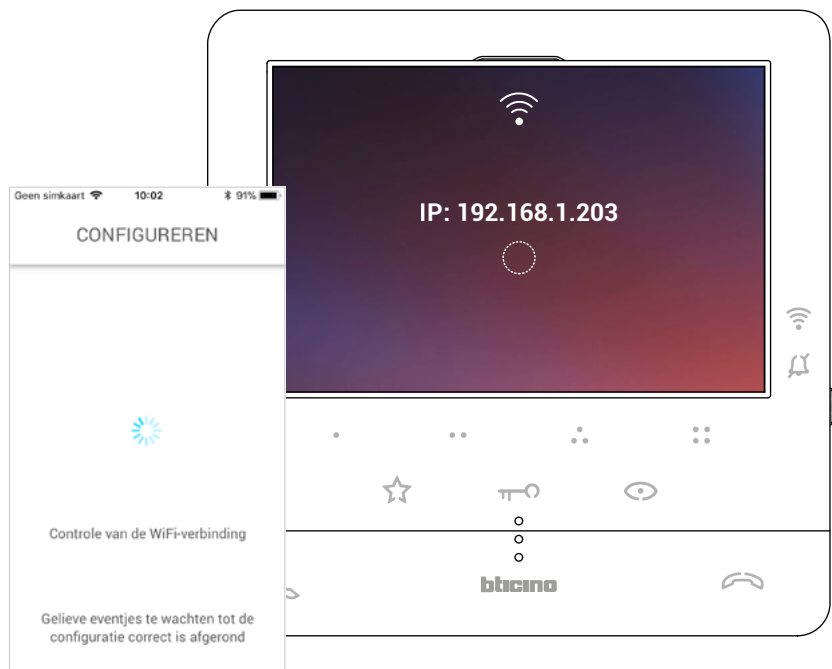 IP: 192.168.1.203
Geen simkaart 10:02 91%
CONFIGUREREN
Controle van de WiFi-verbinding
Gelieve eventjes te wachten tot de
configuratie correct is afgerond
bticino